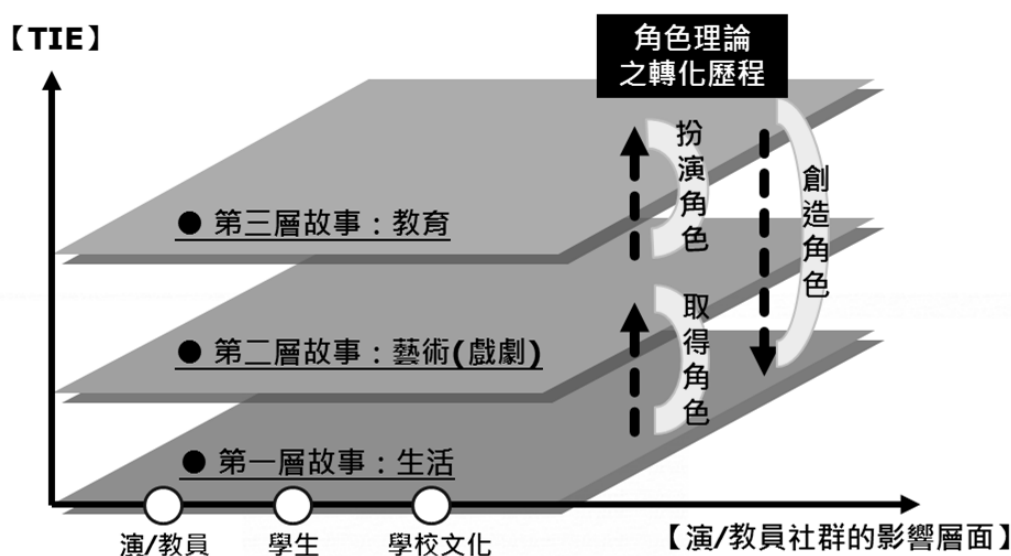 【TIE】
角色理論
之轉化歷程
扮演角色
創造角色
● 第三層故事：教育
取得角色
● 第二層故事：藝術(戲劇)
● 第一層故事：生活
演/教員
學生
學校文化
【演/教員社群的影響層面】